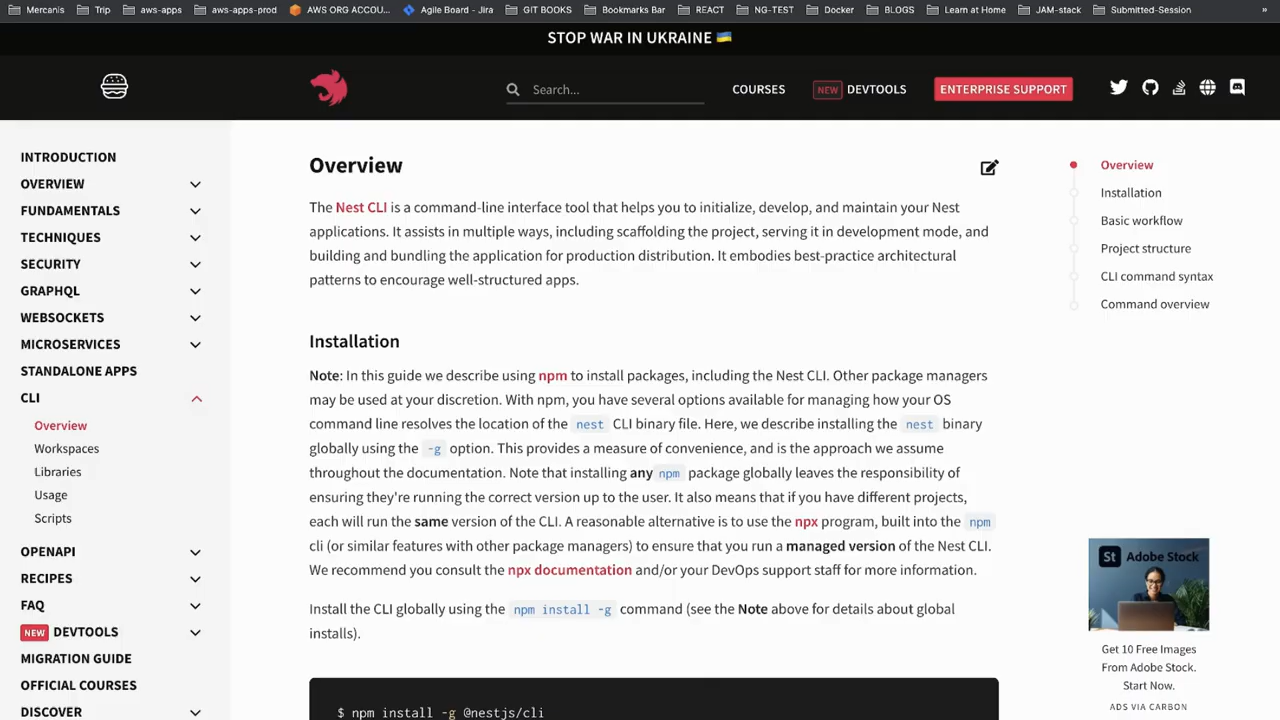 Mercanis
Trip
aws-apps
aws-apps-prod
AWS ORG ACCOU...
Agile Board - Jira
GIT BOOKS
Bookmarks Bar
REACT
NG-TEST
Docker
BLOGS
Learn at Home
JAM-stack
Submitted-Session
»
STOP WAR IN UKRAINE 🇺🇦
Search...
COURSES
NEW DEVTOOLS
ENTERPRISE SUPPORT
INTRODUCTION
OVERVIEW
FUNDAMENTALS
TECHNIQUES
SECURITY
GRAPHQL
WEBSOCKETS
MICROSERVICES
STANDALONE APPS
CLI
Overview
Workspaces
Libraries
Usage
Scripts
OPENAPI
RECIPES
FAQ
NEW DEVTOOLS
MIGRATION GUIDE
OFFICIAL COURSES
DISCOVER
Overview
The Nest CLI is a command-line interface tool that helps you to initialize, develop, and maintain your Nest
applications. It assists in multiple ways, including scaffolding the project, serving it in development mode, and
building and bundling the application for production distribution. It embodies best-practice architectural
patterns to encourage well-structured apps.
Installation
Note: In this guide we describe using npm to install packages, including the Nest CLI. Other package managers
may be used at your discretion. With npm, you have several options available for managing how your OS
command line resolves the location of the nest CLI binary file. Here, we describe installing the nest binary
globally using the -g option. This provides a measure of convenience, and is the approach we assume
throughout the documentation. Note that installing any npm package globally leaves the responsibility of
ensuring they're running the correct version up to the user. It also means that if you have different projects,
each will run the same version of the CLI. A reasonable alternative is to use the npx program, built into the npm
cli (or similar features with other package managers) to ensure that you run a managed version of the Nest CLI.
We recommend you consult the npx documentation and/or your DevOps support staff for more information.
Install the CLI globally using the npm install -g command (see the Note above for details about global
installs).
$ npm install -g @nestjs/cli
Overview
Installation
Basic workflow
Project structure
CLI command syntax
Command overview
St Adobe Stock
Get 10 Free Images
From Adobe Stock.
Start Now.
ADS VIA CARBON